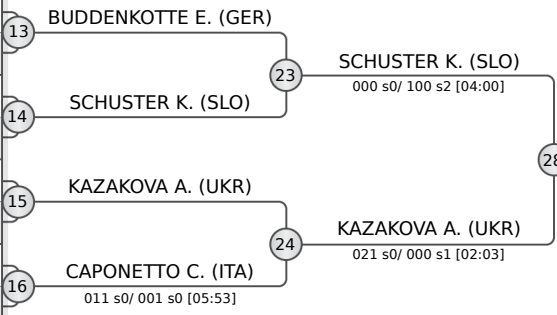 BUDDENKOTTE E. (GER)
13
SCHUSTER K. (SLO)
23
000 s0/ 100 s2 [04:00]
SCHUSTER K. (SLO)
14
28
KAZAKOVA A. (UKR)
15
KAZAKOVA A. (UKR)
24
021 s0/ 000 s1 [02:03]
CAPONETTO C. (ITA)
16
011 s0/ 001 s0 [05:53]